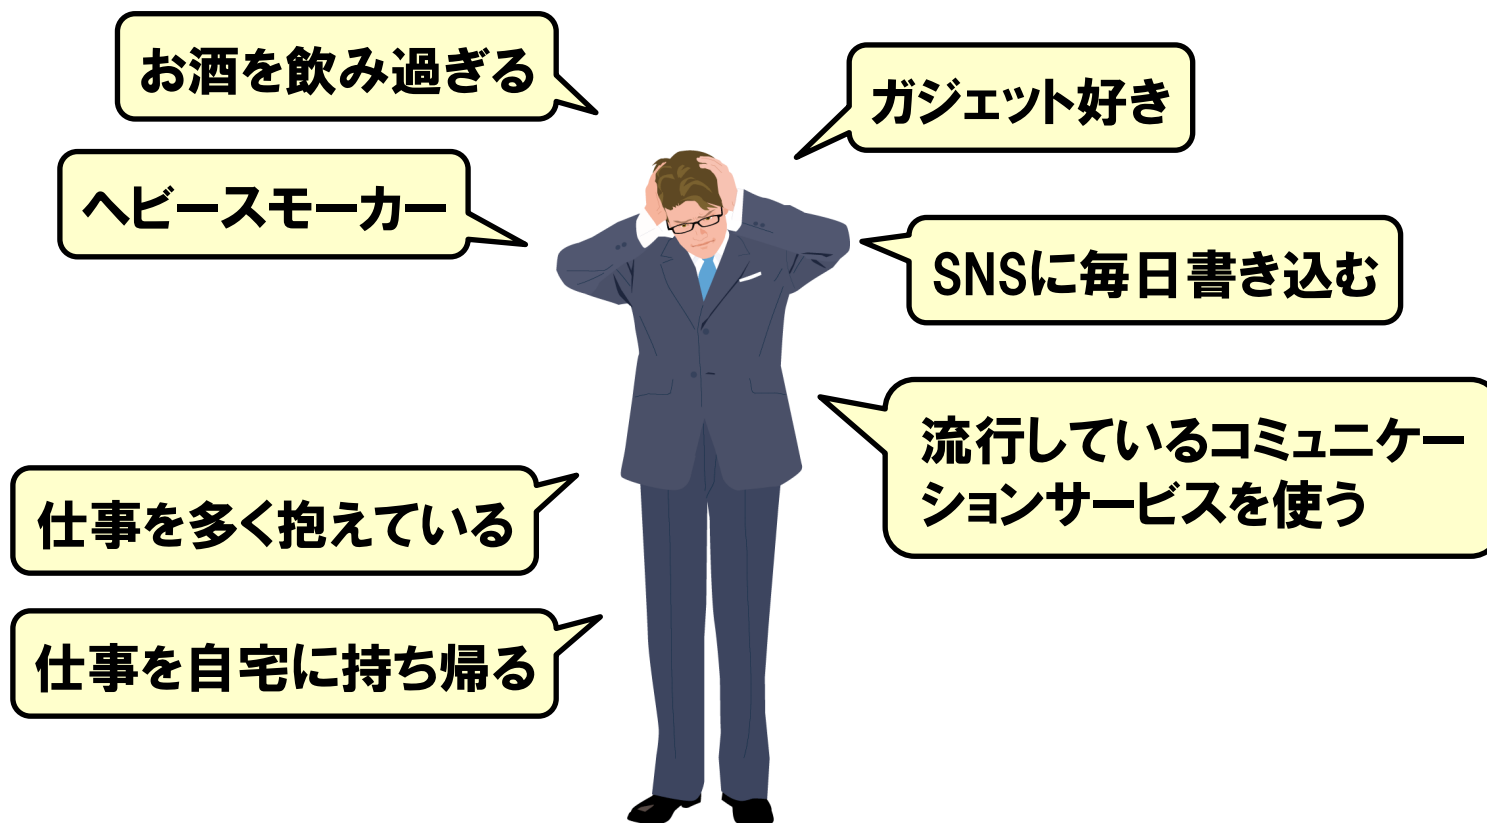 お酒を飲み過ぎる
ヘビースモーカー
仕事を多く抱えている
仕事を自宅に持ち帰る
ガジェット好き
SNSに毎日書き込む
流行しているコミュニケー
ションサービスを使う